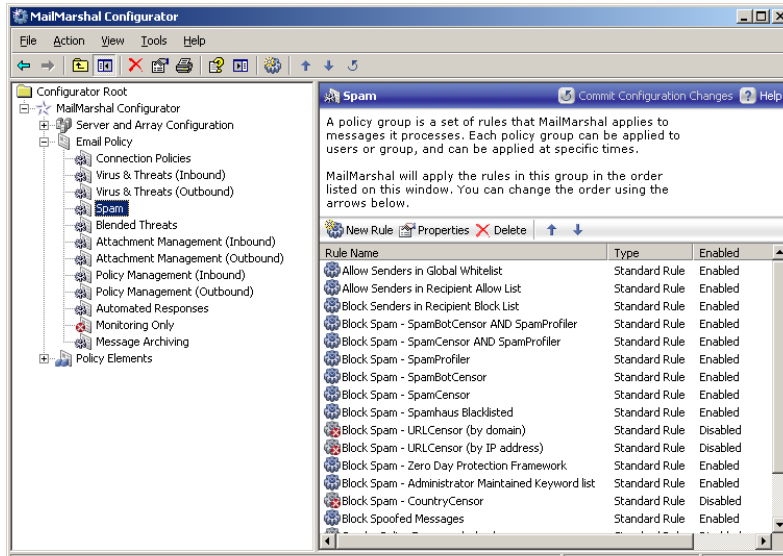 MailMarshal Configurator
File Action View Tools Help
Configurator Root
MailMarshal Configurator
Server and Array Configuration
Email Policy
Connection Policies
Virus & Threats (Inbound)
Virus & Threats (Outbound)
Spam
Blended Threats
Attachment Management (Inbound)
Attachment Management (Outbound)
Policy Management (Inbound)
Policy Management (Outbound)
Automated Responses
Monitoring Only
Message Archiving
Policy Elements
Spam Commit Configuration Changes Help
A policy group is a set of rules that MailMarshal applies to
messages it processes. Each policy group can be applied to
users or group, and can be applied at specific times.
MailMarshal will apply the rules in this group in the order
listed on this window. You can change the order using the
arrows below.
New Rule Properties Delete
Rule Name Type Enabled
Allow Senders in Global Whitelist Standard Rule Enabled
Allow Senders in Recipient Allow List Standard Rule Enabled
Block Senders in Recipient Block List Standard Rule Enabled
Block Spam - SpamBotCensor AND SpamProfiler Standard Rule Enabled
Block Spam - SpamCensor AND SpamProfiler Standard Rule Enabled
Block Spam - SpamProfiler Standard Rule Enabled
Block Spam - SpamBotCensor Standard Rule Enabled
Block Spam - SpamCensor Standard Rule Enabled
Block Spam - Spamhaus Blacklisted Standard Rule Enabled
Block Spam - URLCensor (by domain) Standard Rule Disabled
Block Spam - URLCensor (by IP address) Standard Rule Disabled
Block Spam - Zero Day Protection Framework Standard Rule Enabled
Block Spam - Administrator Maintained Keyword list Standard Rule Enabled
Block Spam - CountryCensor Standard Rule Disabled
Block Spoofed Messages Standard Rule Enabled